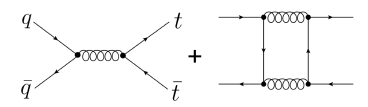 q t
+
q̄ t̄